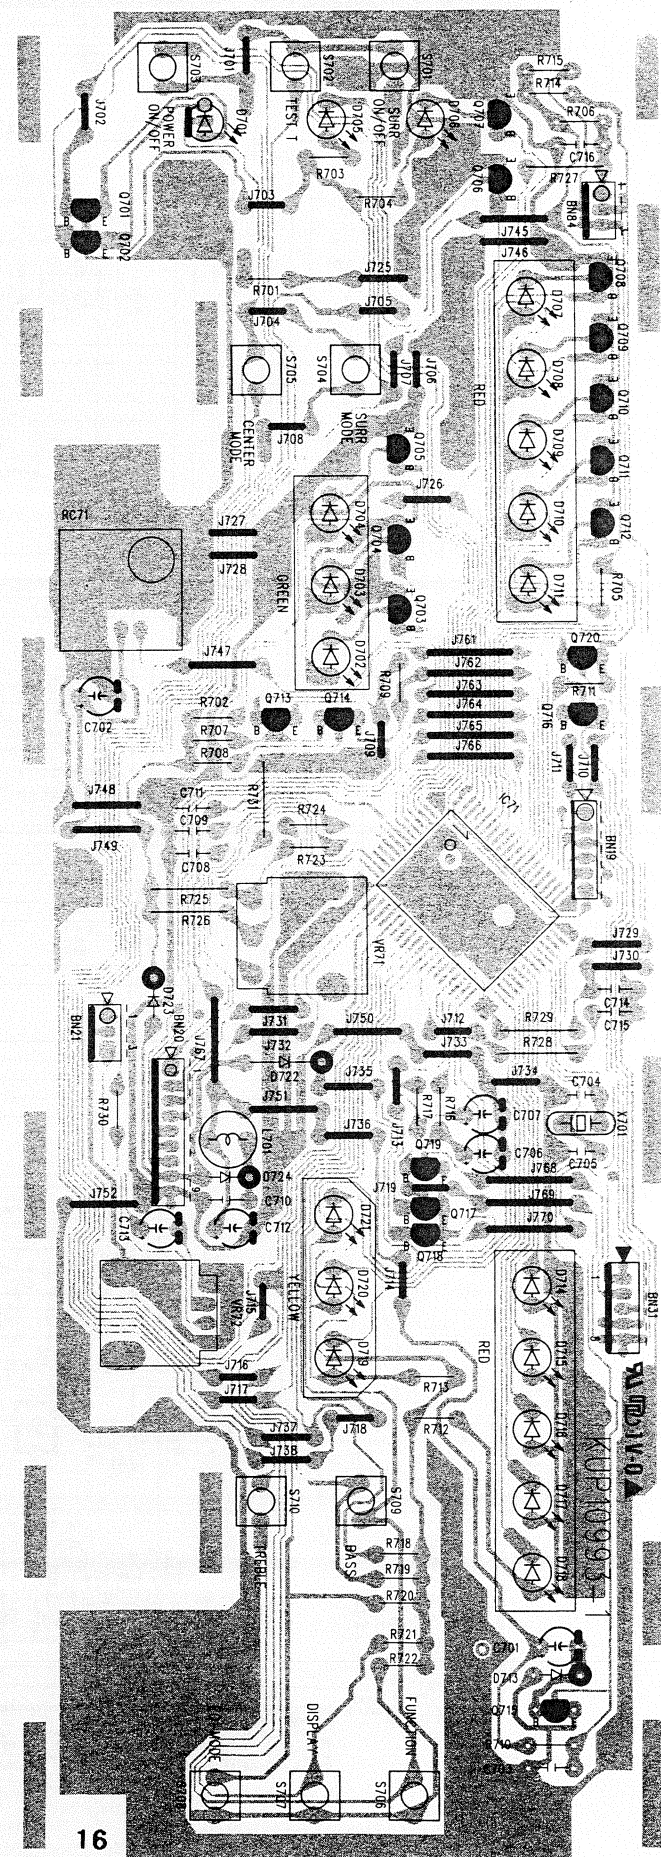 S703
J701
S702
S701
R715
R714
J702
POWER
ON/OFF
D701
TEST T
D705
SURR
ON/OFF
D706
Q707
B
E
R706
C716
R703
Q706
R727
BN84
Q701
B
E
Q702
B
E
J703
R704
J745
J746
J725
R701
J704
J705
D707
Q708
Q709
S705
S704
J707
J706
D708
RED
Q710
CENTER
MODE
SURR
MODE
J708
Q705
D709
Q711
RC71
J726
J727
J728
D704
Q704
D710
Q712
GREEN
D703
Q703
D711
R705
J747
D702
J761
J762
J763
J764
J765
J766
Q720
B
E
R711
Q716
B
E
C702
R702
R707
R708
Q713
B
E
Q714
B
E
R709
J709
J711
J710
J748
J749
C711
C709
C708
R731
R724
R723
IC71
BN19
R725
R726
VR71
J729
J730
C714
C715
D723
BN21
BN20
J767
J731
J732
D722
J750
J712
J733
R729
R728
J735
J751
J736
J713
R717
R716
J734
C704
C707
C706
X701
C705
R730
L701
D724
C710
Q719
J719
Q717
Q718
J768
J769
J770
J752
C713
C712
D721
YELLOW
D720
D719
J714
J715
VR72
RED
D714
D715
D716
D717
D718
BN31
J716
J717
R713
J737
J738
J718
R712
1V-0
KUP10993
S710
TREBLE
S709
BASS
R718
R719
R720
R721
R722
C701
D713
R710
DISPLAY
FUNCTION
S707
S706
16